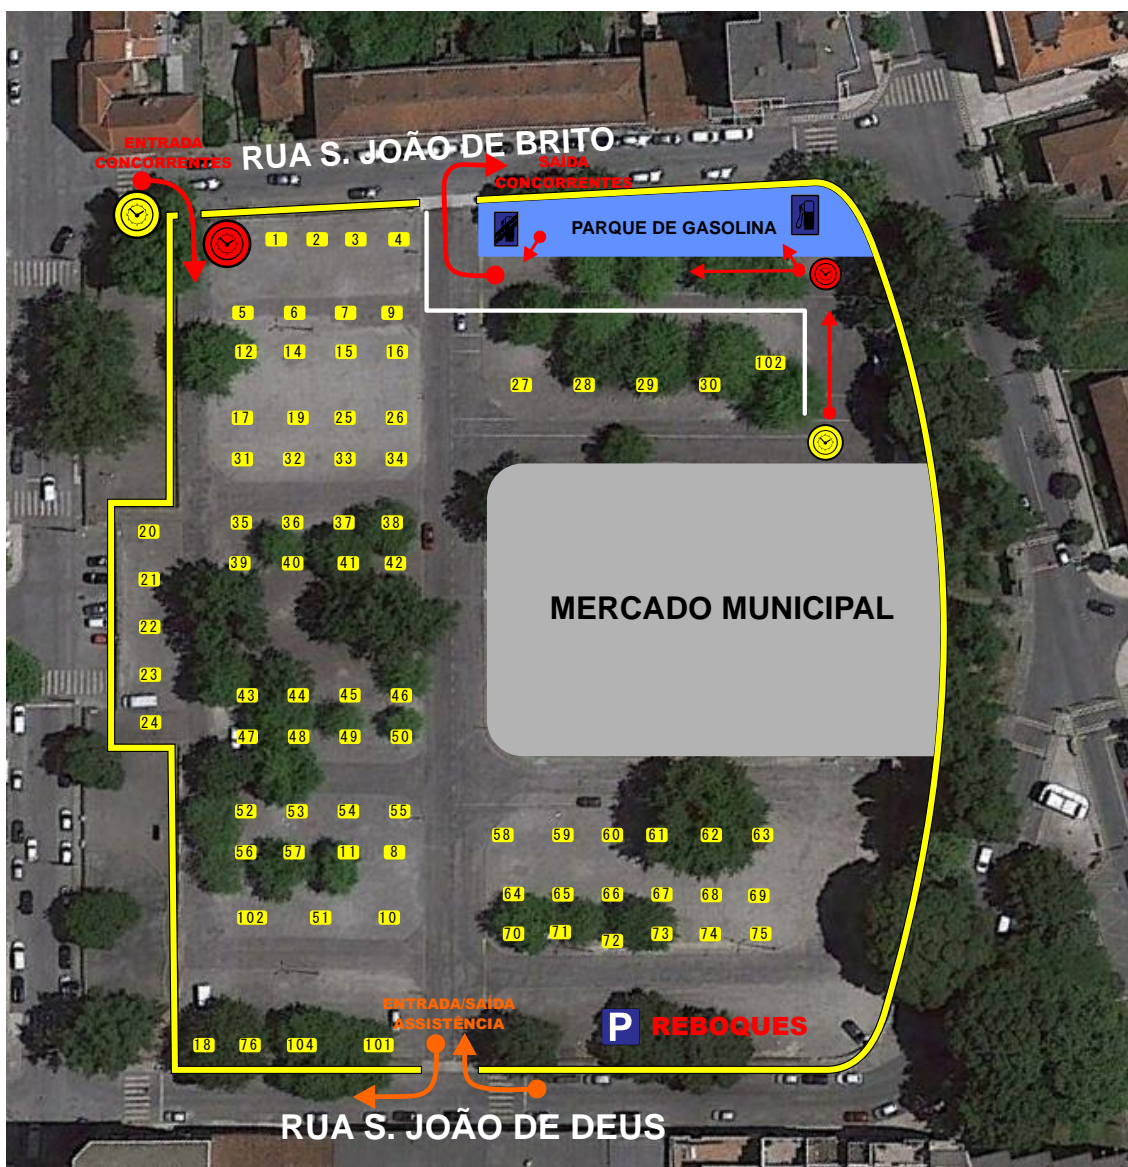 ENTRADA
CONCORRENTES
RUA S. JOÃO DE BRITO
SAÍDA
CONCORRENTES
PARQUE DE GASOLINA
1 2 3 4
5 6 7 9
12 14 15 16
102
27 28 29 30
17 19 25 26
31 32 33 34
35 36 37 38
20
39 40 41 42
21
MERCADO MUNICIPAL
22
23
43 44 45 46
24
47 48 49 50
52 53 54 55
58 59 60 61 62 63
56 57 11 8
64 65 66 67 68 69
102 51 10
70 71 72 73 74 75
ENTRADA/SAÍDA
ASSISTÊNCIA
P REBOQUES
18 76 104 101
RUA S. JOÃO DE DEUS